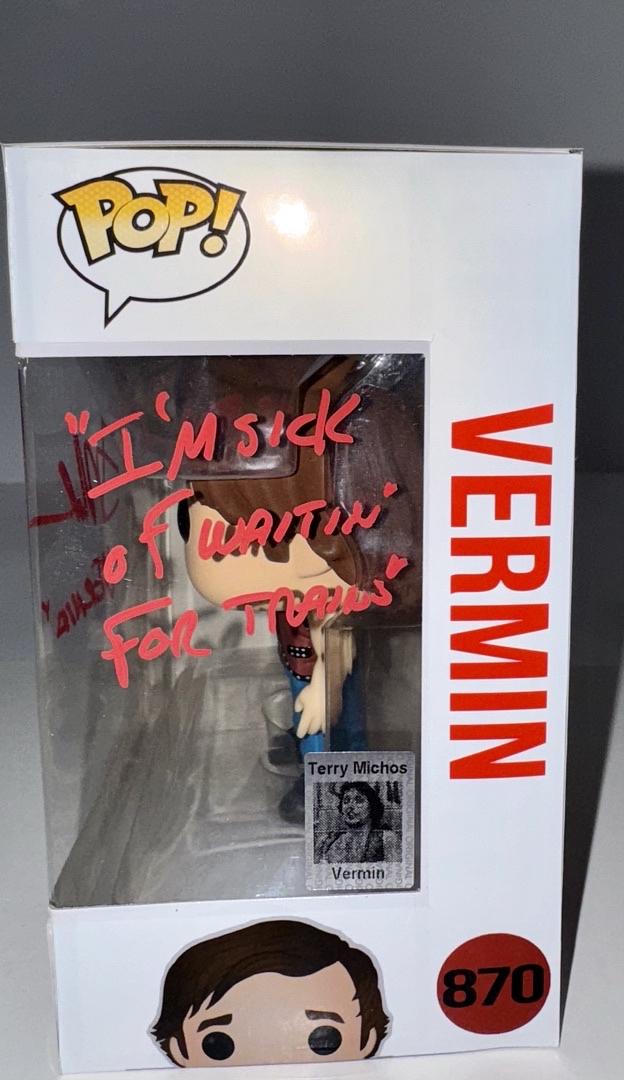 POP!
"I'M SICK
OF WAITIN'
FOR TRAINS"
VERMIN
Terry Michos
Vermin
870